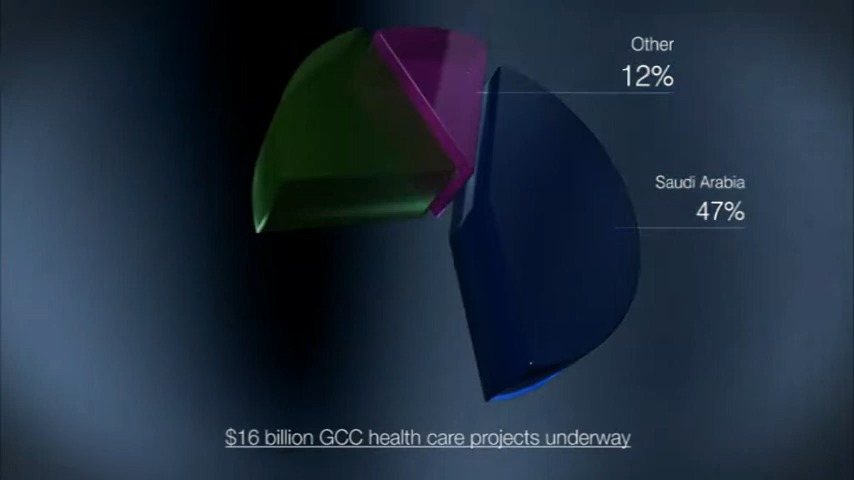 Other
12%
Saudi Arabia
47%
$16 billion GCC health care projects underway